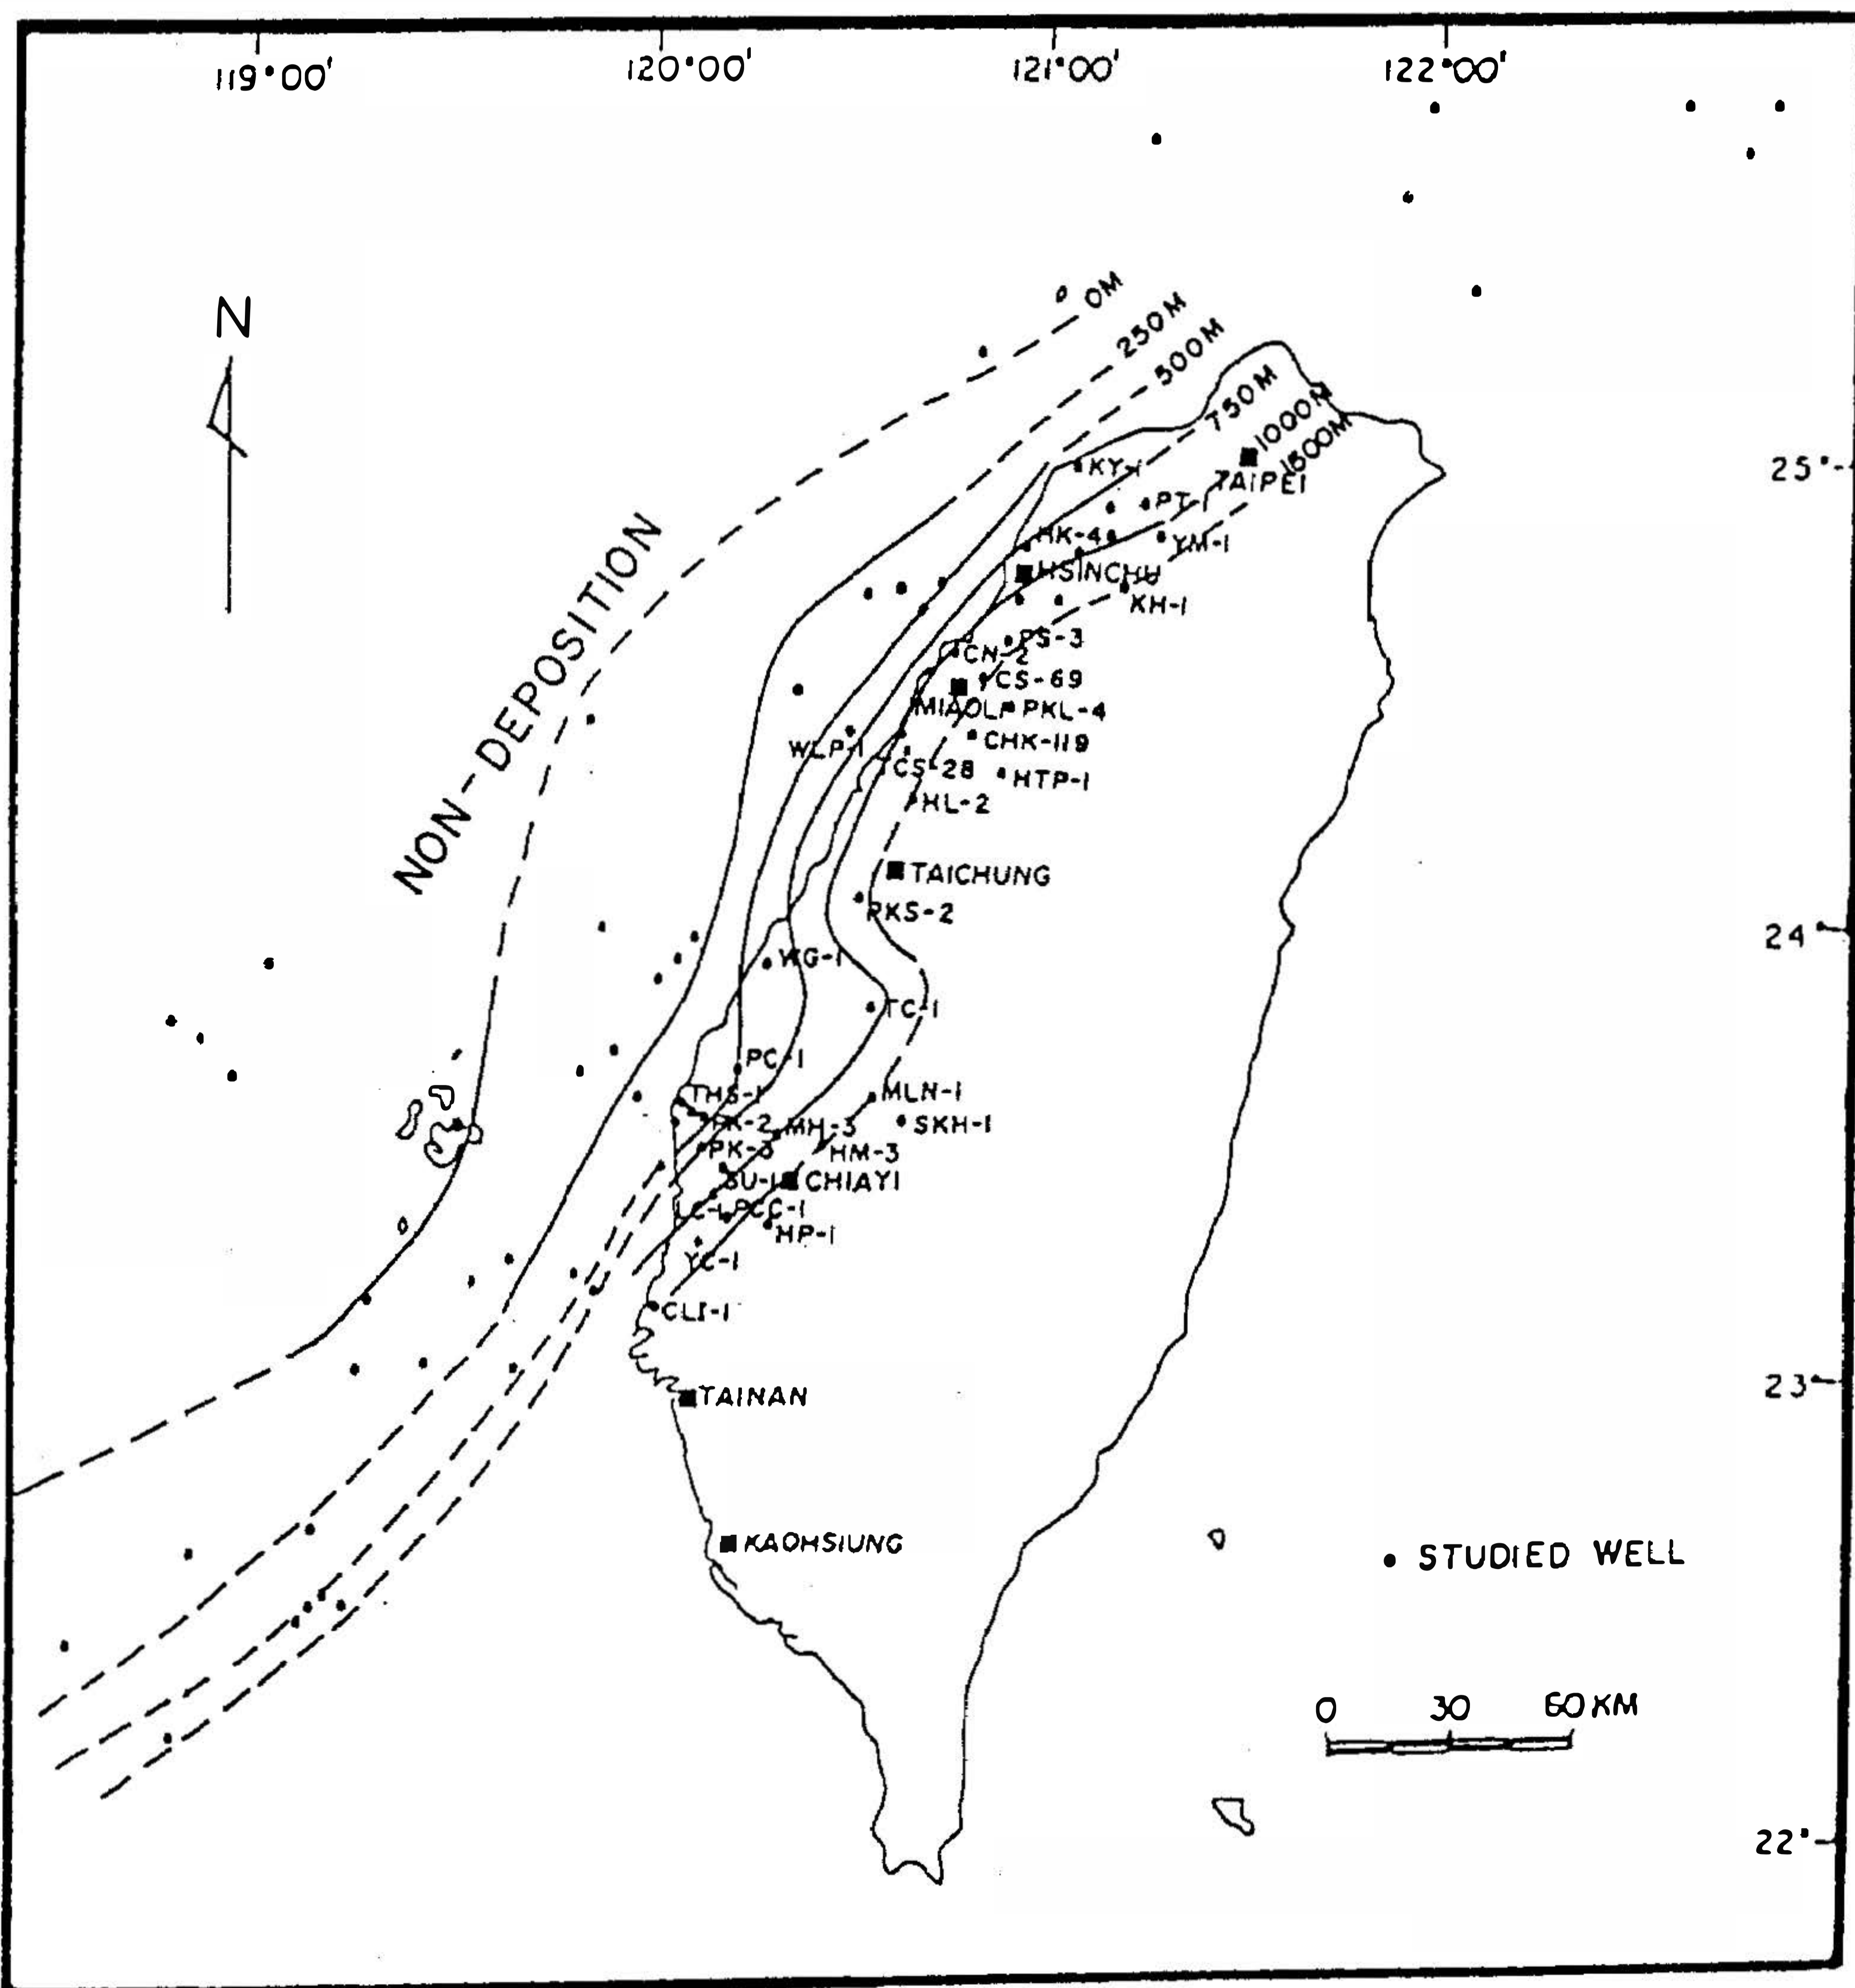 119°00'
120°00'
121°00'
122°00'
N
0M
250M
500M
750M
1000M
1500M
25°
KY-1
TAIPEI
PT-1
HK-4
YM-1
HSINCHU
KH-1
NON-DEPOSITION
PS-3
CN-2
YCS-69
MIAOLI
PKL-4
WLP-1
CHK-119
TCS-28
HTP-1
HL-2
TAICHUNG
PKS-2
24°
WG-1
TC-1
PC-1
THS-1
MLN-1
PK-2
MH-3
SKH-1
PK-3
HM-3
SU-1
CHIAYI
LC-1
PCC-1
HP-1
YC-1
CLI-1
23°
TAINAN
KAOHSIUNG
STUDIED WELL
0 30 60 KM
22°